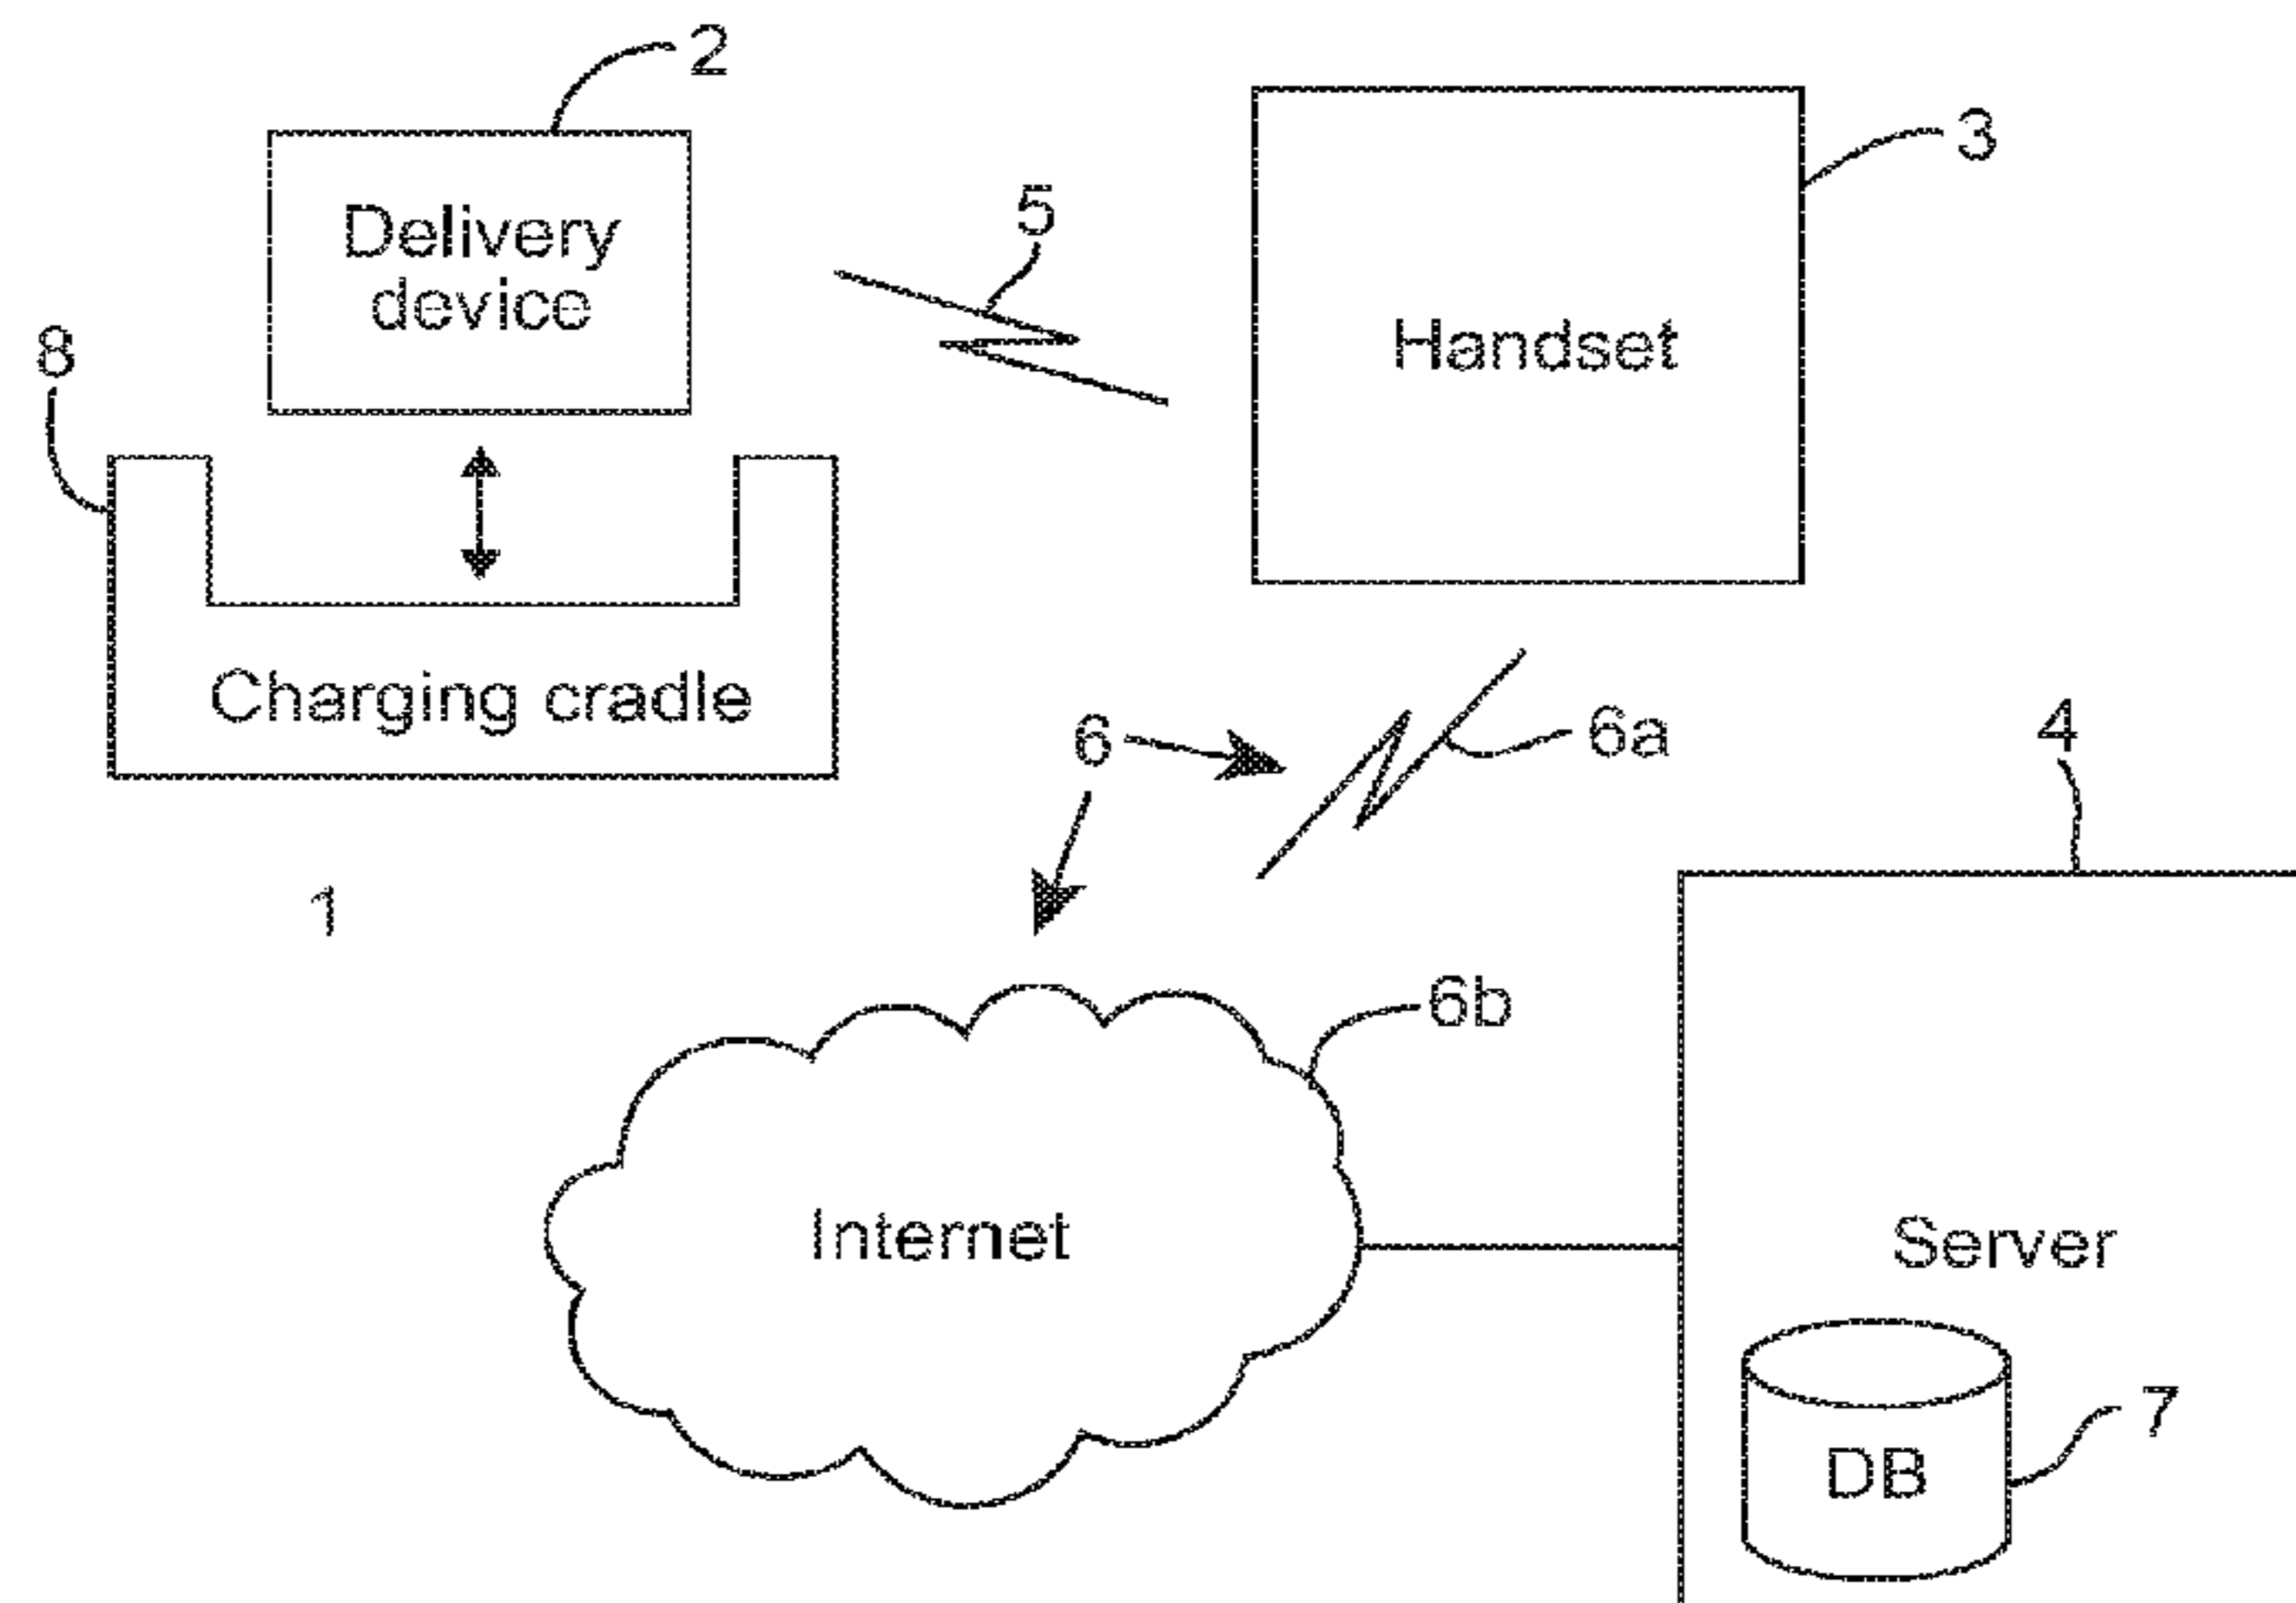 2
3
5
Delivery
device
Handset
8
Charging cradle
6
6a
4
1
6b
Internet
Server
7
DB